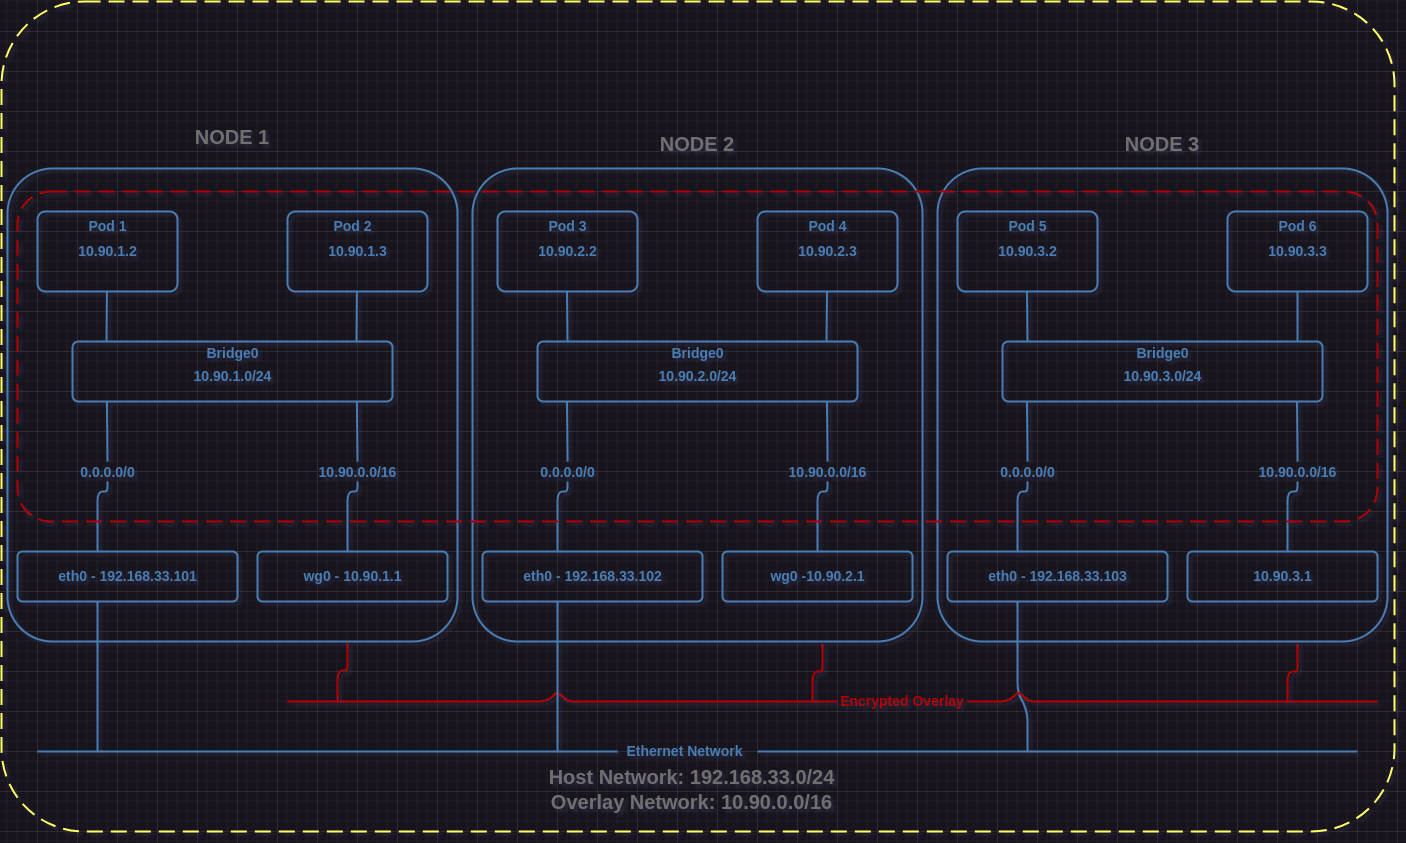 NODE 1
NODE 2
NODE 3
Pod 1
10.90.1.2
Pod 2
10.90.1.3
Pod 3
10.90.2.2
Pod 4
10.90.2.3
Pod 5
10.90.3.2
Pod 6
10.90.3.3
Bridge0
10.90.1.0/24
Bridge0
10.90.2.0/24
Bridge0
10.90.3.0/24
0.0.0.0/0
10.90.0.0/16
0.0.0.0/0
10.90.0.0/16
0.0.0.0/0
10.90.0.0/16
eth0 - 192.168.33.101
wg0 - 10.90.1.1
eth0 - 192.168.33.102
wg0 -10.90.2.1
eth0 - 192.168.33.103
10.90.3.1
Encrypted Overlay
Ethernet Network
Host Network: 192.168.33.0/24
Overlay Network: 10.90.0.0/16